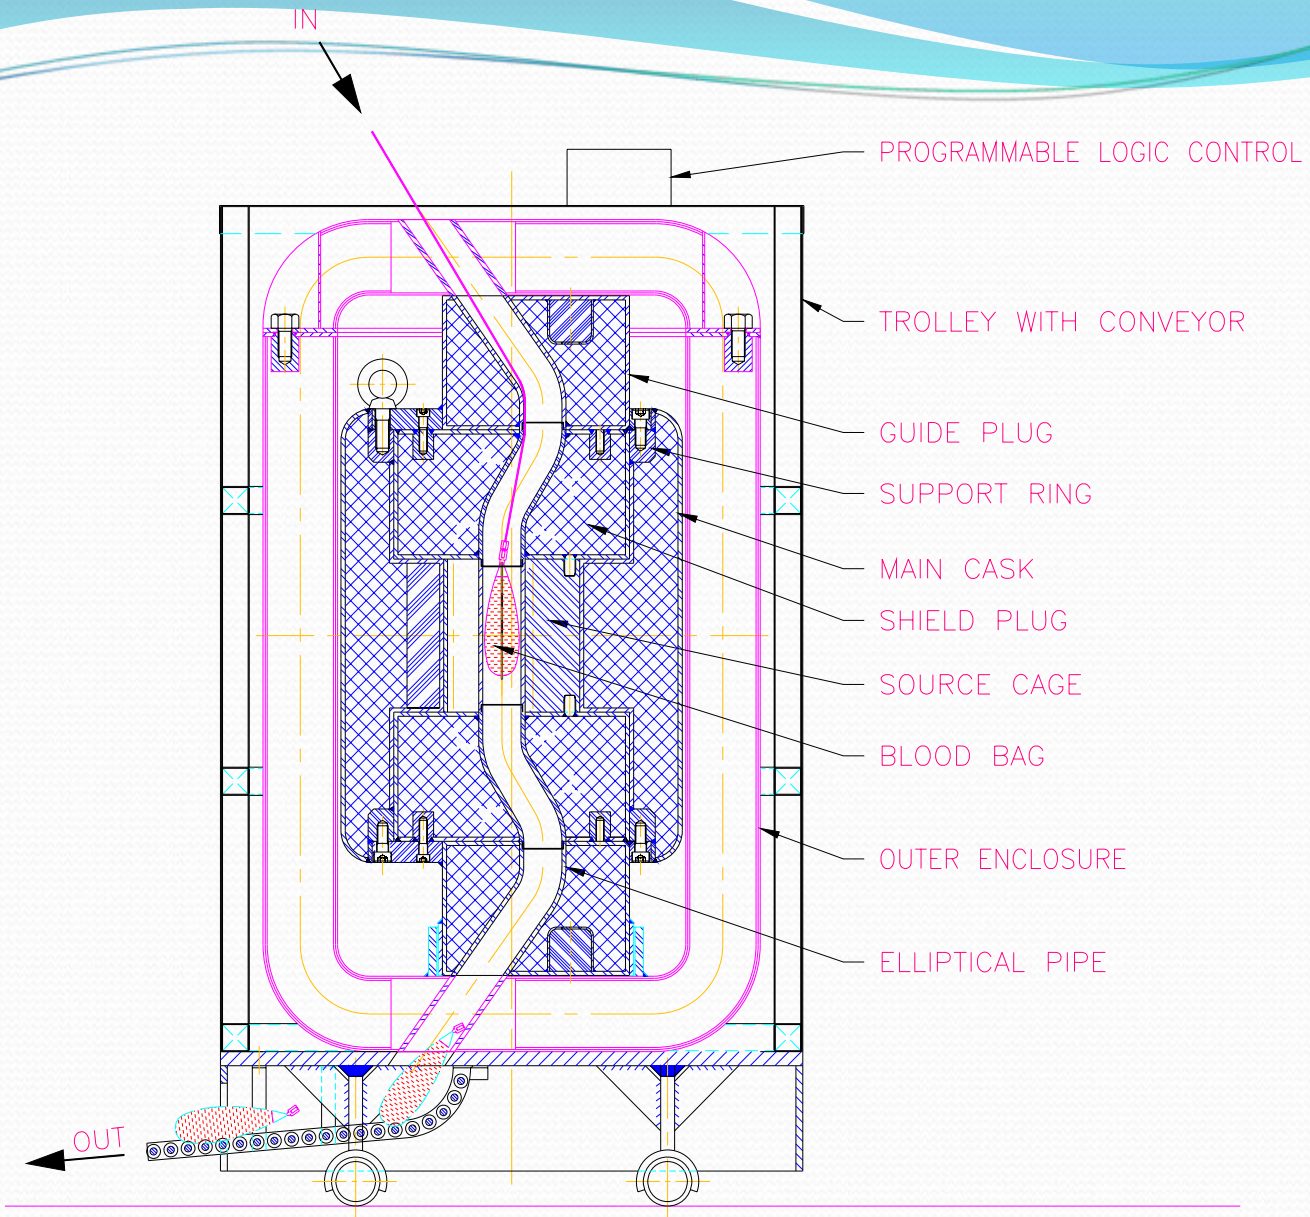 IN
PROGRAMMABLE LOGIC CONTROL
TROLLEY WITH CONVEYOR
GUIDE PLUG
SUPPORT RING
MAIN CASK
SHIELD PLUG
SOURCE CAGE
BLOOD BAG
OUTER ENCLOSURE
ELLIPTICAL PIPE
OUT